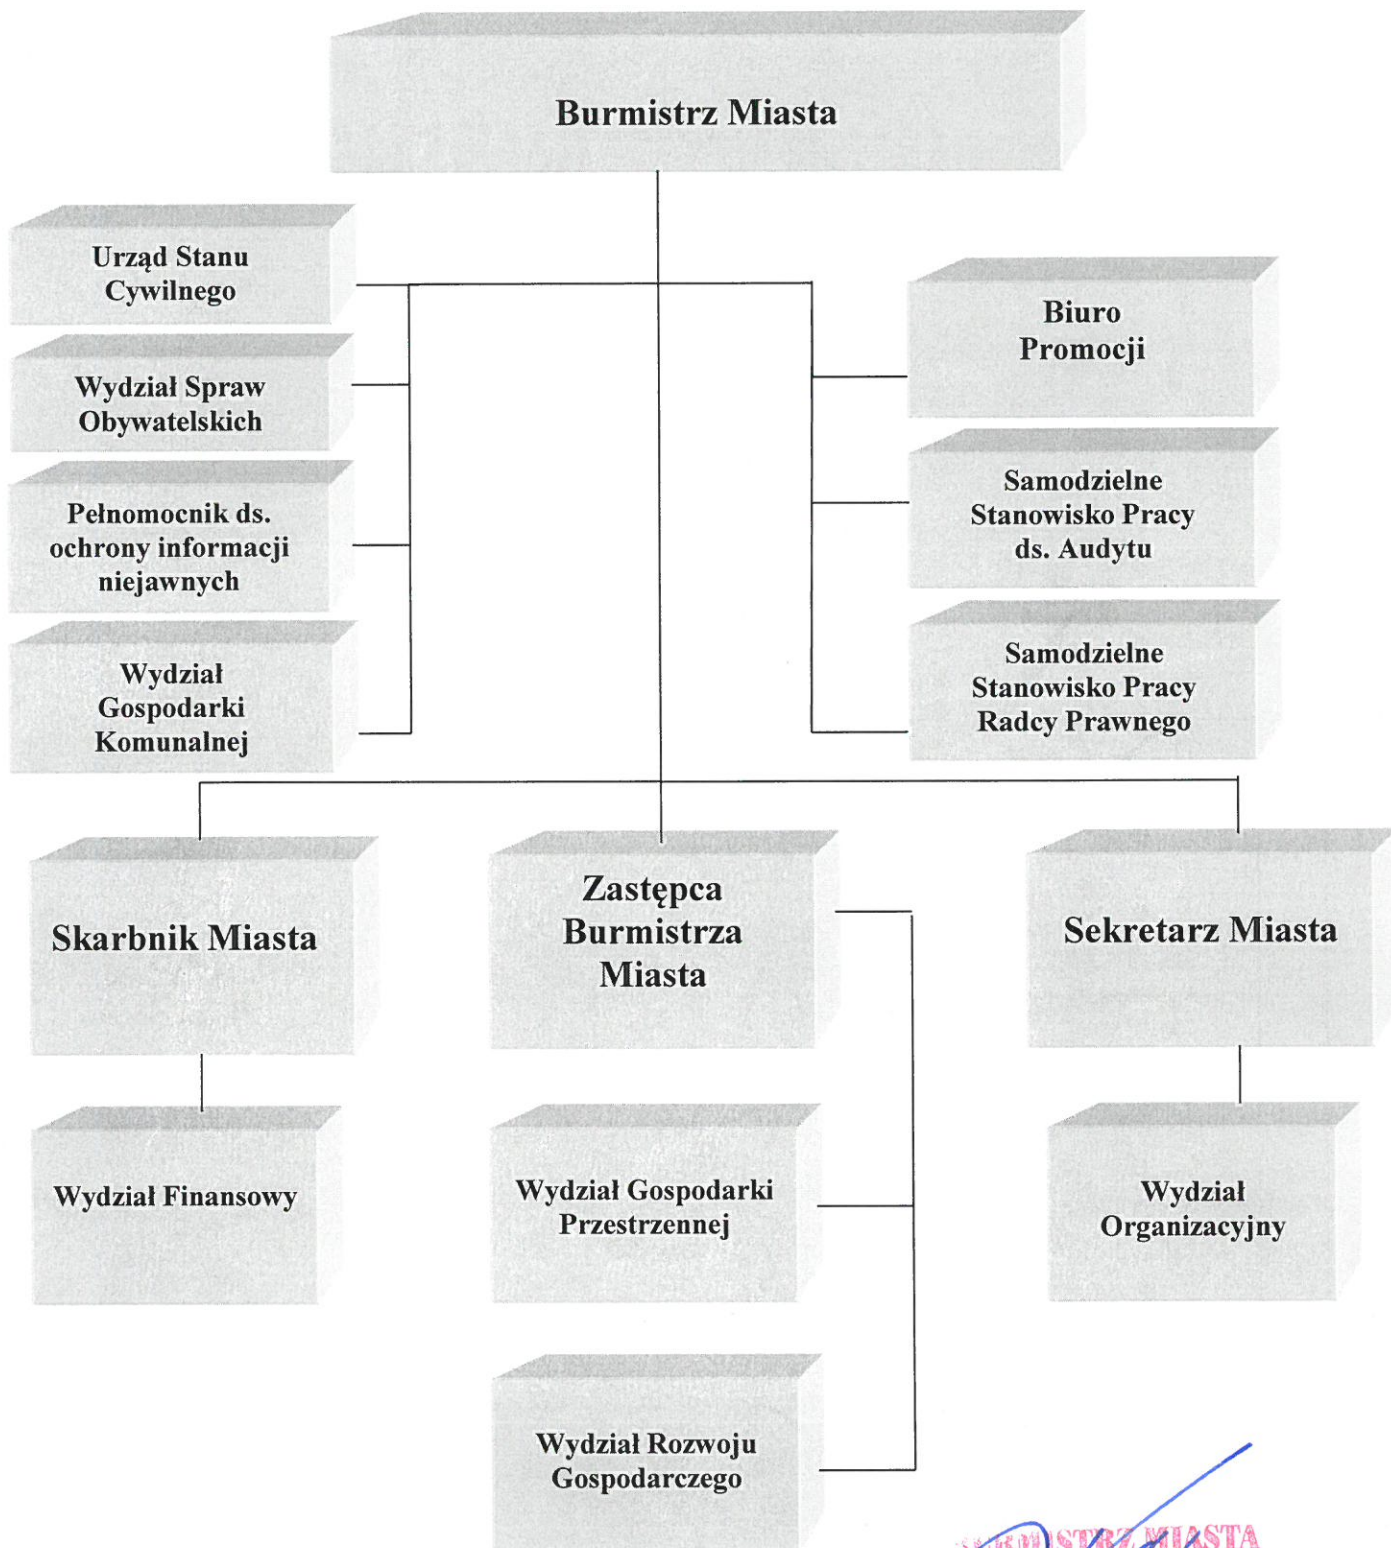 Burmistrz Miasta
Urząd Stanu
Cywilnego
Wydział Spraw
Obywatelskich
Pełnomocnik ds.
ochrony informacji
niejawnych
Wydział
Gospodarki
Komunalnej
Biuro
Promocji
Samodzielne
Stanowisko Pracy
ds. Audytu
Samodzielne
Stanowisko Pracy
Radcy Prawnego
Skarbnik Miasta
Zastępca
Burmistrza
Miasta
Sekretarz Miasta
Wydział Finansowy
Wydział Gospodarki
Przestrzennej
Wydział
Organizacyjny
Wydział Rozwoju
Gospodarczego
BURMISTRZ MIASTA